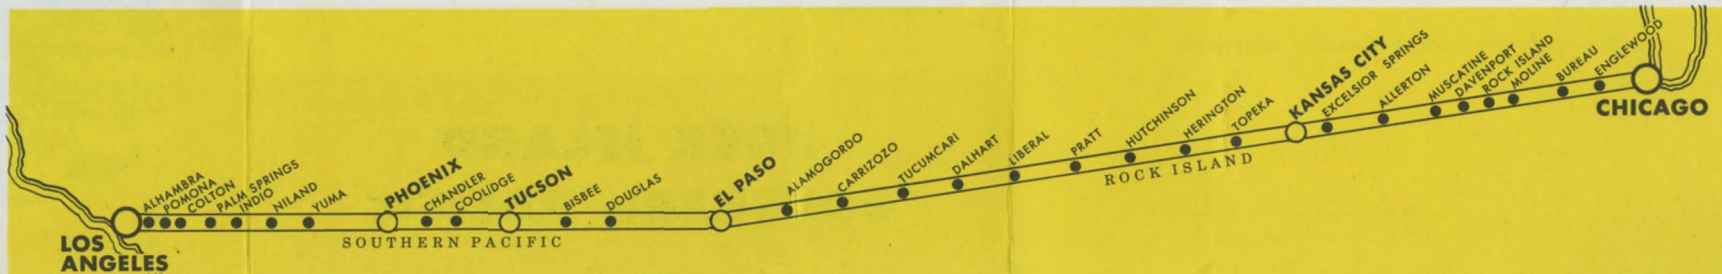 LOS
ANGELES
ALHAMBRA
POMONA
COLTON
PALM SPRINGS
INDIO
NILAND
YUMA
PHOENIX
CHANDLER
COOLIDGE
TUCSON
BISBEE
DOUGLAS
SOUTHERN PACIFIC
EL PASO
ALAMOGORDO
CARRIZOZO
TUCUMCARI
DALHART
LIBERAL
PRATT
HUTCHINSON
HERINGTON
TOPEKA
ROCK ISLAND
KANSAS CITY
EXCELSIOR SPRINGS
ALLERTON
MUSCATINE
DAVENPORT
ROCK ISLAND
MOLINE
BUREAU
ENGLEWOOD
CHICAGO